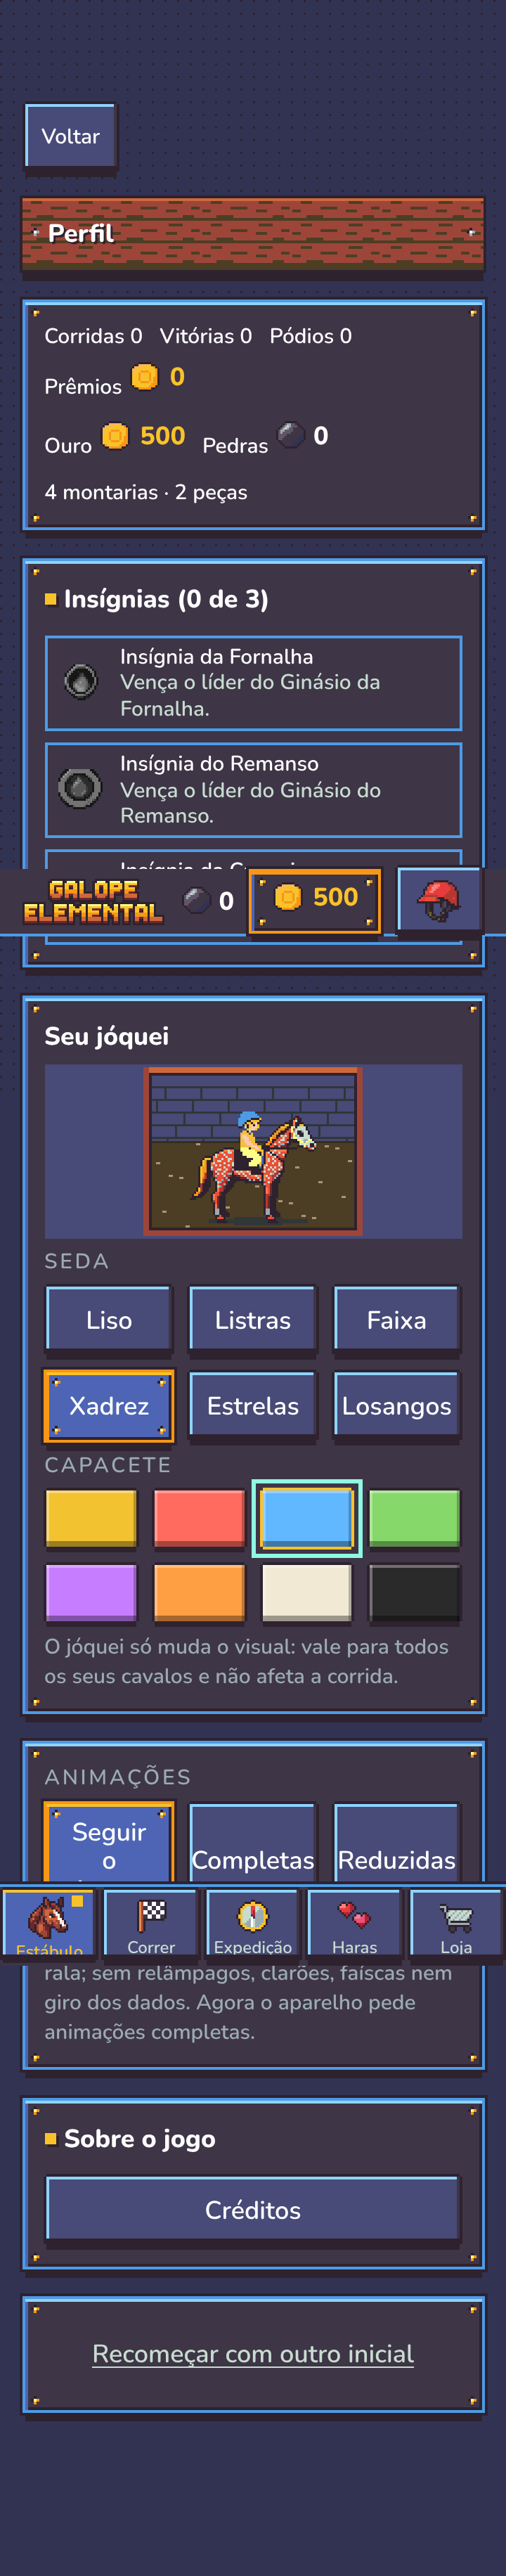 Voltar
Perfil
Corridas 0 Vitórias 0 Pódios 0
Prêmios 0
Ouro 500 Pedras 0
4 montarias · 2 peças
Insígnias (0 de 3)
Insígnia da Fornalha
Vença o líder do Ginásio da
Fornalha.
Insígnia do Remanso
Vença o líder do Ginásio do
Remanso.
GALOPE
ELEMENTAL
0
500
Seu jóquei
SEDA
Liso
Listras
Faixa
Xadrez
Estrelas
Losangos
CAPACETE
O jóquei só muda o visual: vale para todos
os seus cavalos e não afeta a corrida.
ANIMAÇÕES
Seguir
o
Completas
Reduzidas
Estábulo
Correr
Expedição
Haras
Loja
rala; sem relâmpagos, clarões, faíscas nem
giro dos dados. Agora o aparelho pede
animações completas.
Sobre o jogo
Créditos
Recomeçar com outro inicial